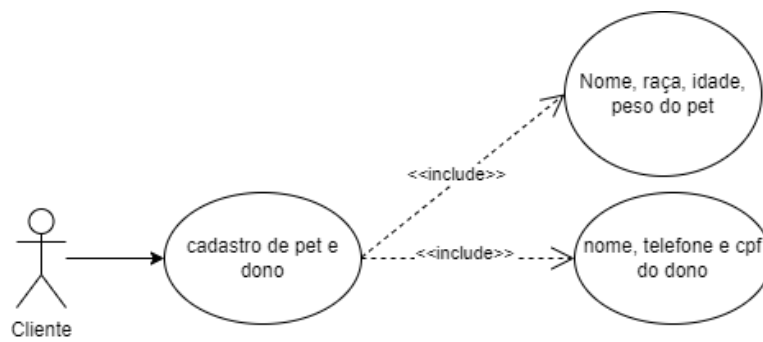 Nome, raça, idade,
peso do pet
<<include>>
cadastro de pet e
dono
<<include>>
nome, telefone e cpf
do dono
Cliente